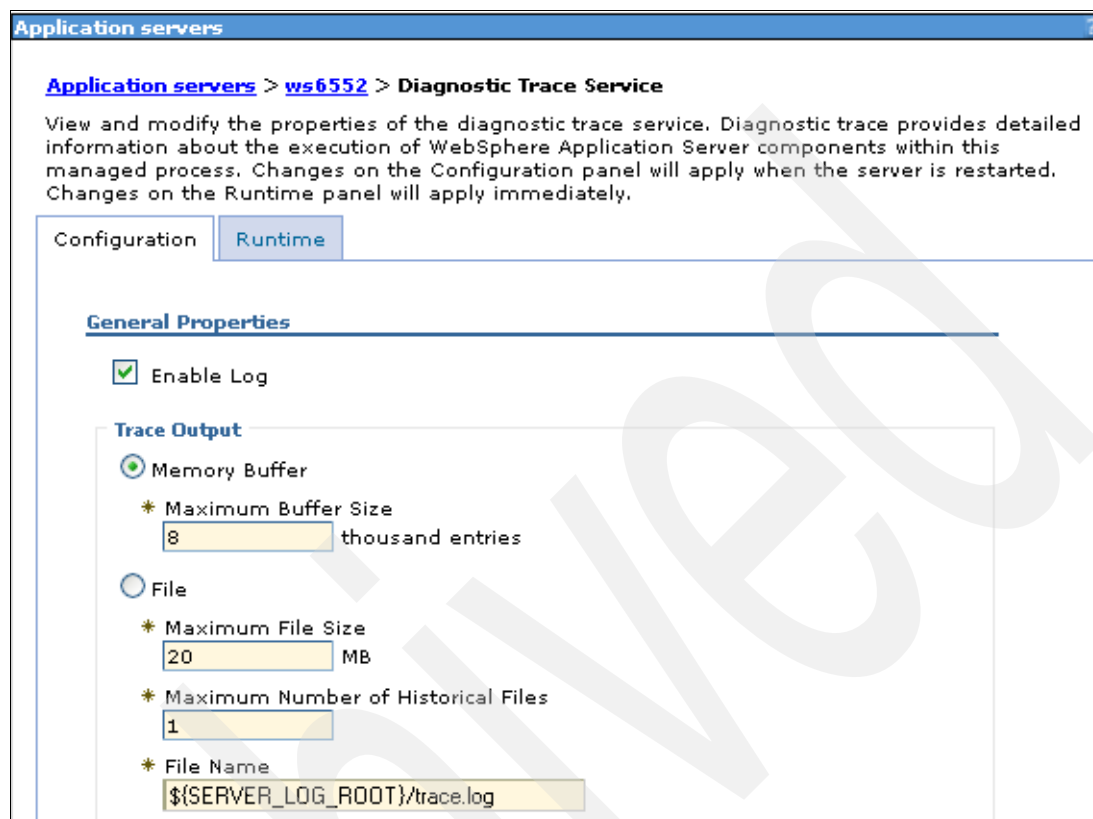 Application servers
Application servers > ws6552 > Diagnostic Trace Service
View and modify the properties of the diagnostic trace service. Diagnostic trace provides detailed
information about the execution of WebSphere Application Server components within this
managed process. Changes on the Configuration panel will apply when the server is restarted.
Changes on the Runtime panel will apply immediately.
Configuration Runtime
General Properties
Enable Log
Trace Output
Memory Buffer
* Maximum Buffer Size
8 thousand entries
File
* Maximum File Size
20 MB
* Maximum Number of Historical Files
1
* File Name
${SERVER_LOG_ROOT}/trace.log